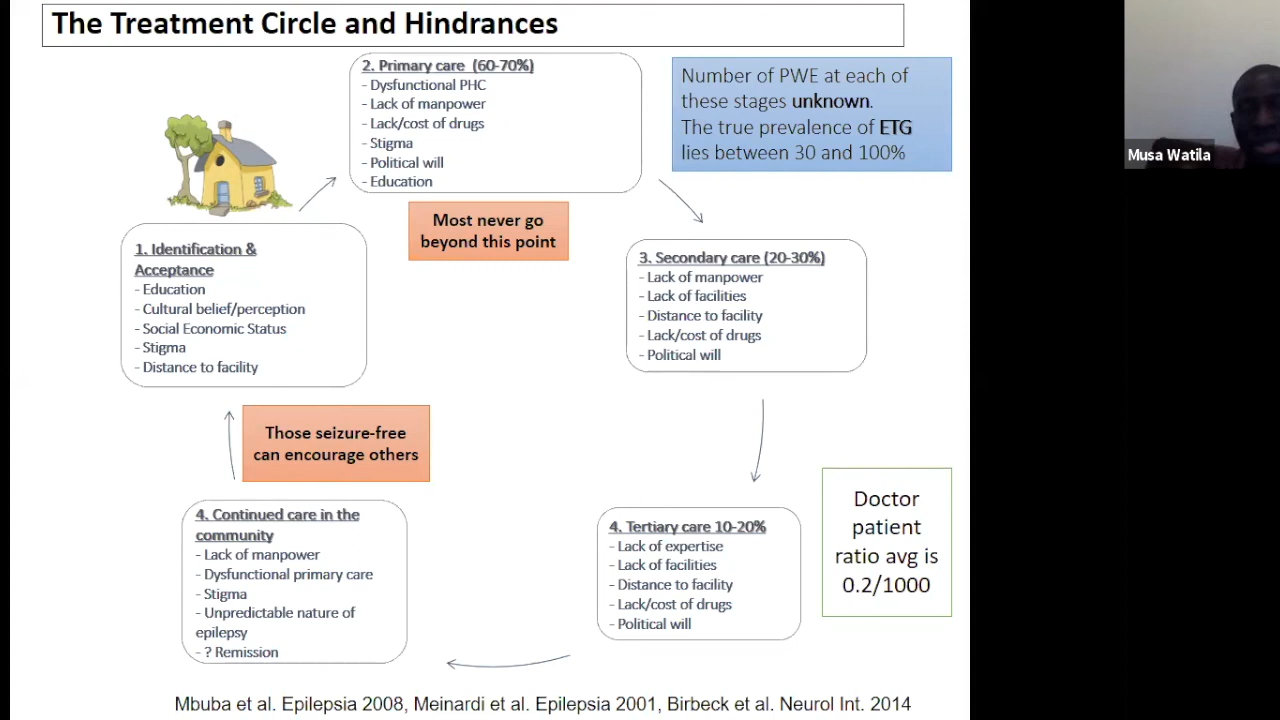 The Treatment Circle and Hindrances
2. Primary care (60-70%)
- Dysfunctional PHC
- Lack of manpower
- Lack/cost of drugs
- Stigma
- Political will
- Education
Number of PWE at each of
these stages unknown.
The true prevalence of ETG
lies between 30 and 100%
Musa Watila
Most never go
beyond this point
1. Identification &
Acceptance
- Education
- Cultural belief/perception
- Social Economic Status
- Stigma
- Distance to facility
3. Secondary care (20-30%)
- Lack of manpower
- Lack of facilities
- Distance to facility
- Lack/cost of drugs
- Political will
Those seizure-free
can encourage others
4. Continued care in the
community
- Lack of manpower
- Dysfunctional primary care
- Stigma
- Unpredictable nature of
epilepsy
- ? Remission
4. Tertiary care 10-20%
- Lack of expertise
- Lack of facilities
- Distance to facility
- Lack/cost of drugs
- Political will
Doctor
patient
ratio avg is
0.2/1000
Mbuba et al. Epilepsia 2008, Meinardi et al. Epilepsia 2001, Birbeck et al. Neurol Int. 2014